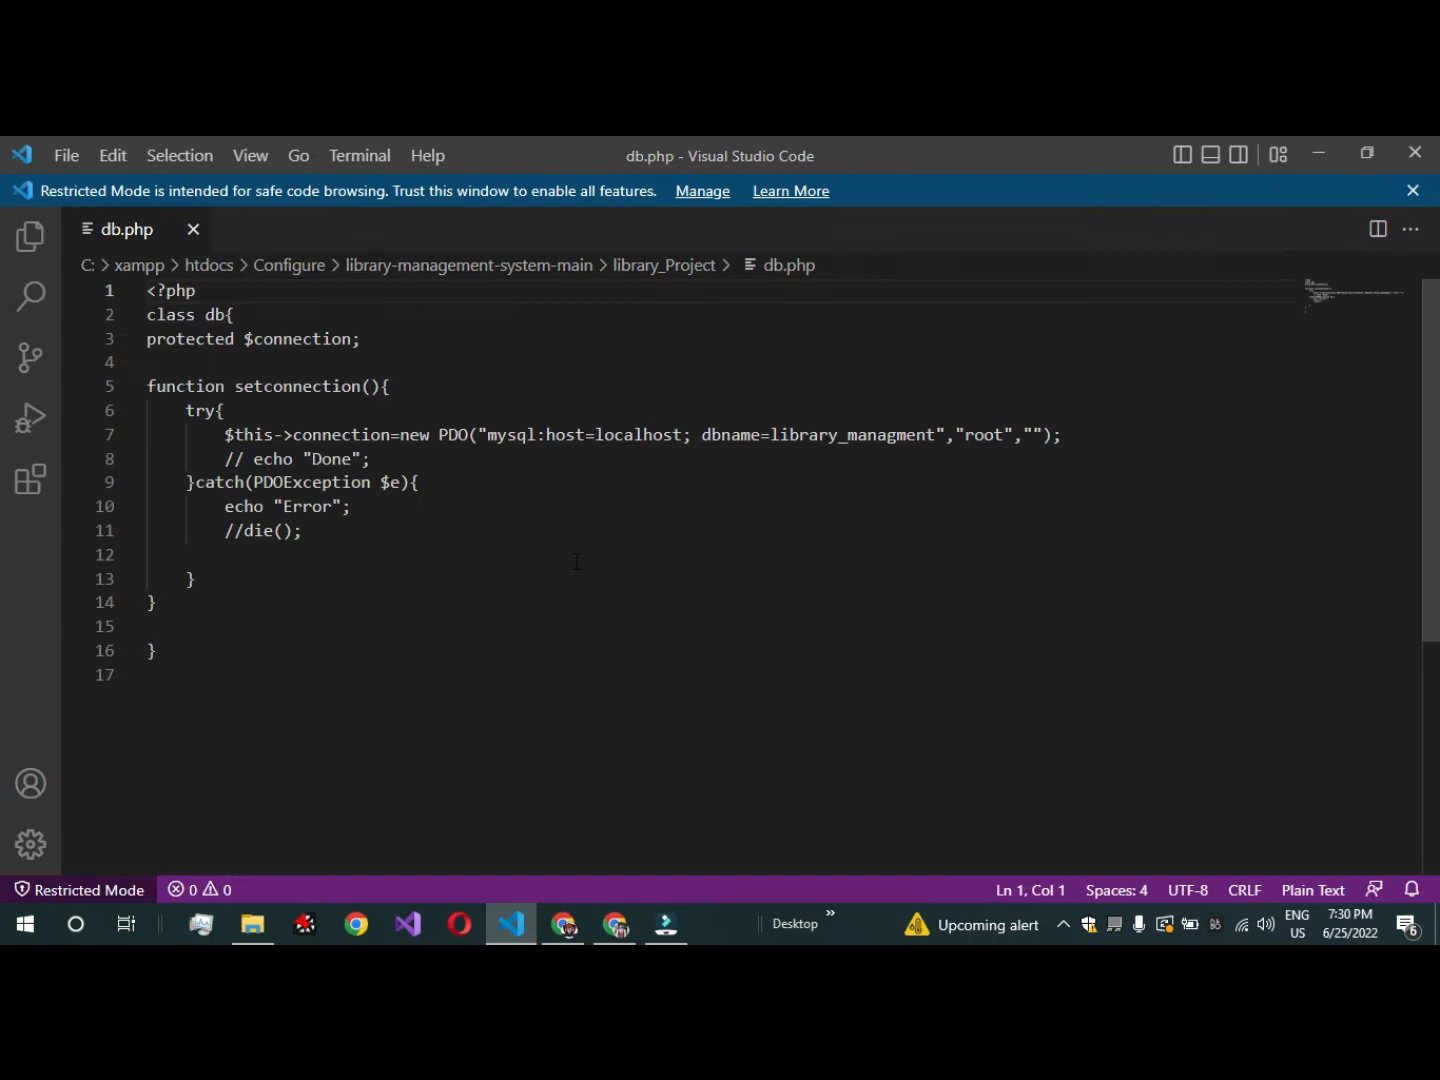 File Edit Selection View Go Terminal Help db.php - Visual Studio Code
Restricted Mode is intended for safe code browsing. Trust this window to enable all features. Manage Learn More
db.php
C: > xampp > htdocs > Configure > library-management-system-main > library_Project > db.php
1 <?php
2 class db{
3 protected $connection;
4
5 function setconnection(){
6 try{
7 $this->connection=new PDO("mysql:host=localhost; dbname=library_managment","root","");
8 // echo "Done";
9 }catch(PDOException $e){
10 echo "Error";
11 //die();
12
13 }
14 }
15
16 }
17
Restricted Mode 0 0 Ln 1, Col 1 Spaces: 4 UTF-8 CRLF Plain Text
Desktop » Upcoming alert ENG US 7:30 PM 6/25/2022 6